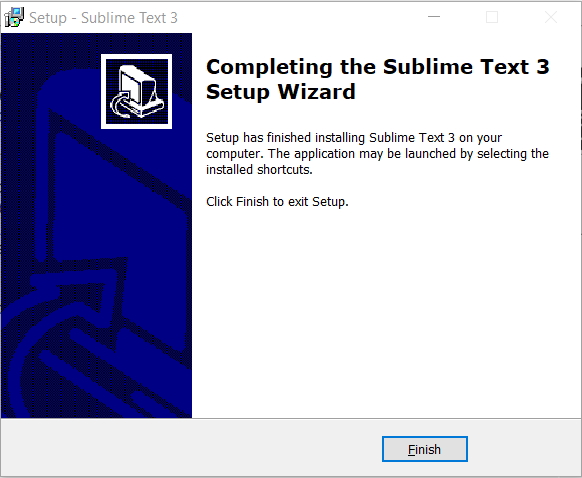 Setup - Sublime Text 3
Completing the Sublime Text 3
Setup Wizard
Setup has finished installing Sublime Text 3 on your
computer. The application may be launched by selecting the
installed shortcuts.
Click Finish to exit Setup.
Finish